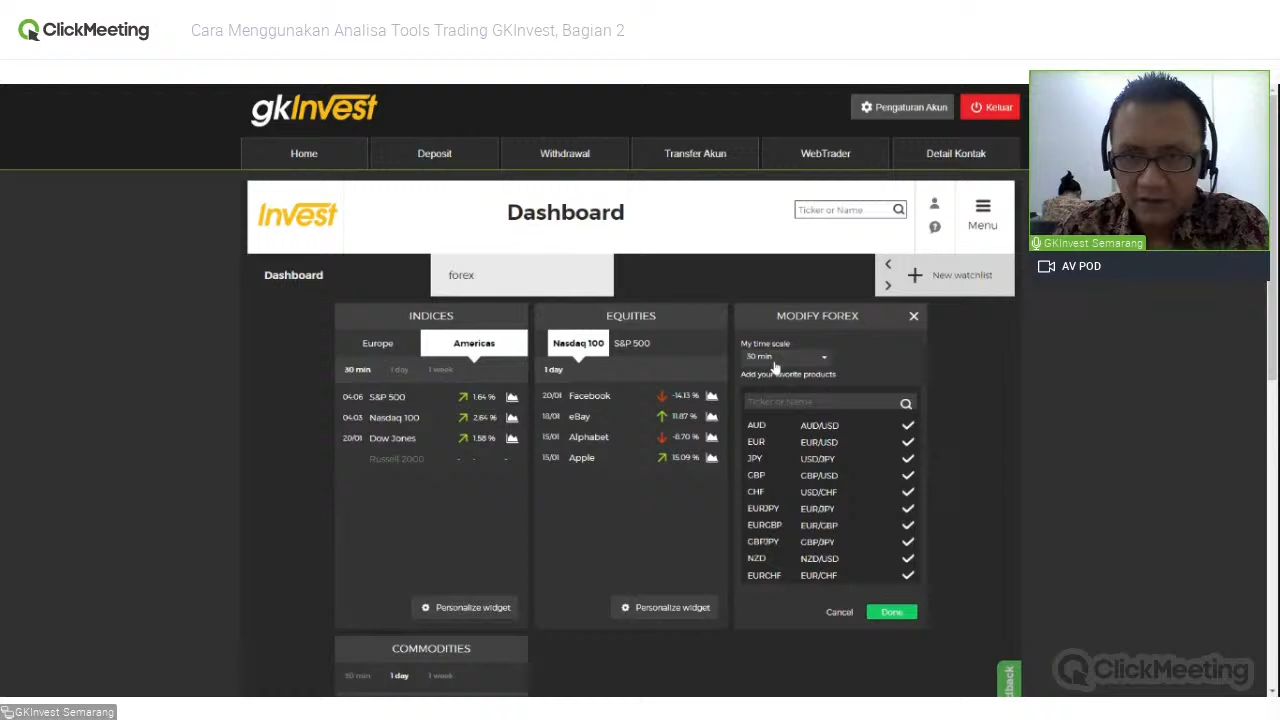 ClickMeeting
Cara Menggunakan Analisa Tools Trading GKInvest, Bagian 2
gkInvest
Pengaturan Akun
Keluar
Home
Deposit
Withdrawal
Transfer Akun
WebTrader
Detail Kontak
Invest
Dashboard
Ticker or Name
Menu
GKInvest Semarang
AV POD
Dashboard
forex
New watchlist
INDICES
Europe
Americas
30 min 1 day 1 week
04:06 S&P 500 1.64 %
04:03 Nasdaq 100 2.64 %
20/01 Dow Jones 1.58 %
Russell 2000 - - -
Personalize widget
EQUITIES
Nasdaq 100 S&P 500
1 day
20/01 Facebook -14.13 %
18/01 eBay 11.87 %
15/01 Alphabet -8.70 %
15/01 Apple 15.09 %
Personalize widget
MODIFY FOREX
My time scale
30 min
Add your favorite products
Ticker or Name
AUD AUD/USD
EUR EUR/USD
JPY USD/JPY
GBP GBP/USD
CHF USD/CHF
EURJPY EUR/JPY
EURGBP EUR/GBP
GBPJPY GBP/JPY
NZD NZD/USD
EURCHF EUR/CHF
Cancel
Done
COMMODITIES
30 min 1 day 1 week
dback
ClickMeeting
GKInvest Semarang